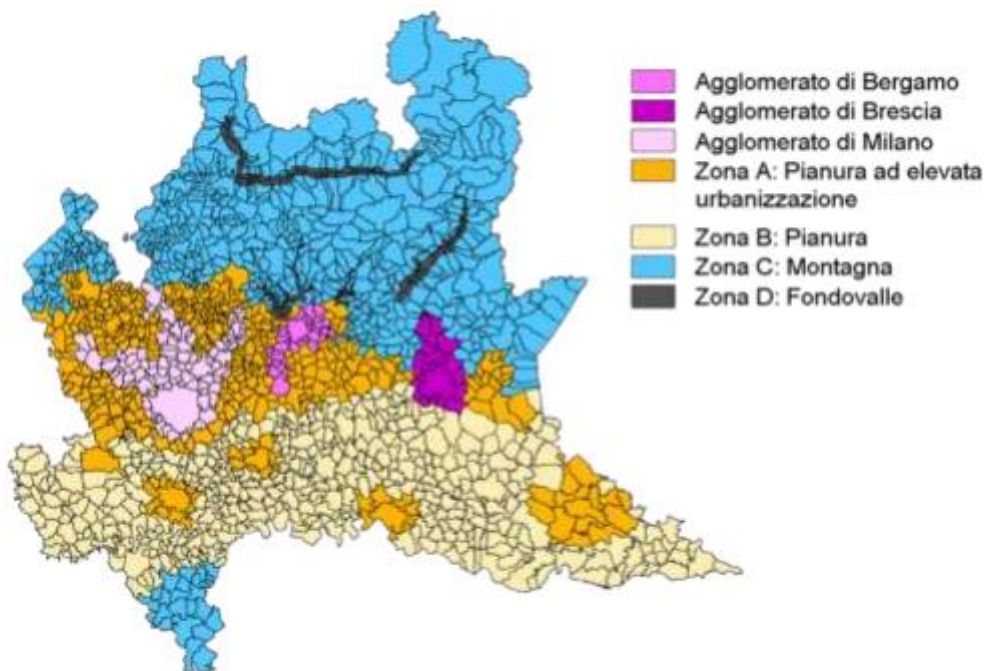 Agglomerato di Bergamo
Agglomerato di Brescia
Agglomerato di Milano
Zona A: Pianura ad elevata
urbanizzazione
Zona B: Pianura
Zona C: Montagna
Zona D: Fondovalle